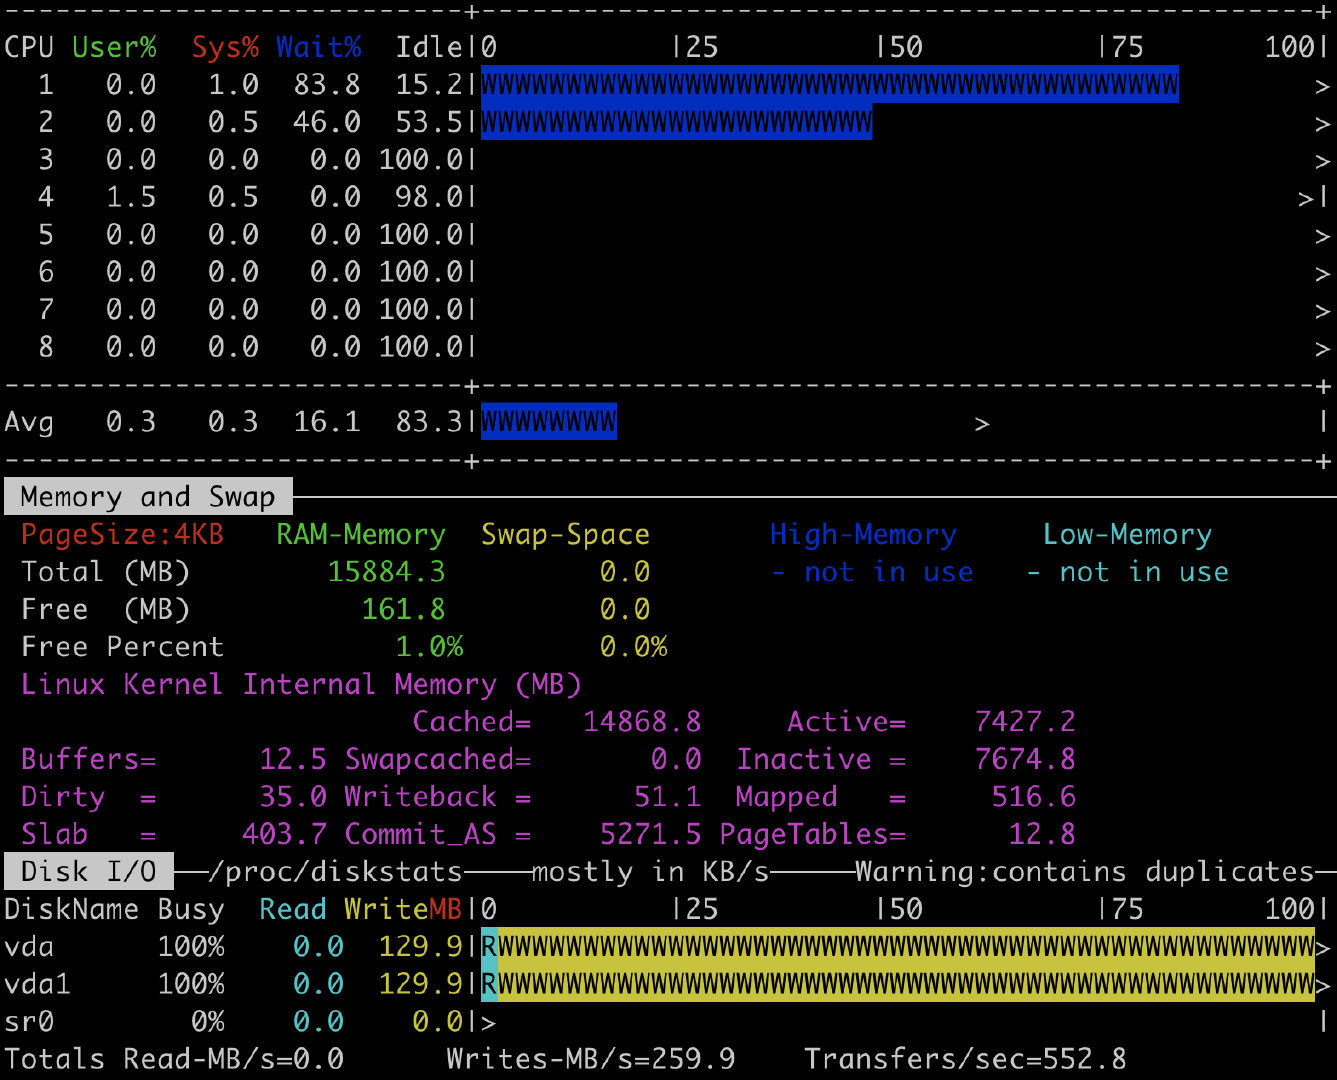 ---------------------------+--------------------------------------------------+
CPU User%  Sys% Wait%  Idle|0          |25         |50          |75       100|
  1   0.0   1.0  83.8  15.2|WWWWWWWWWWWWWWWWWWWWWWWWWWWWWWWWWWWWWWWWW        >
  2   0.0   0.5  46.0  53.5|WWWWWWWWWWWWWWWWWWWWWWW                          >
  3   0.0   0.0   0.0 100.0|                                                 >
  4   1.5   0.5   0.0  98.0|                                                >|
  5   0.0   0.0   0.0 100.0|                                                 >
  6   0.0   0.0   0.0 100.0|                                                 >
  7   0.0   0.0   0.0 100.0|                                                 >
  8   0.0   0.0   0.0 100.0|                                                 >
---------------------------+--------------------------------------------------+
Avg   0.3   0.3  16.1  83.3|WWWWWWWW                     >                   |
---------------------------+--------------------------------------------------+
Memory and Swap
PageSize:4KB   RAM-Memory  Swap-Space       High-Memory     Low-Memory
Total (MB)        15884.3         0.0       - not in use   - not in use
Free  (MB)          161.8         0.0
Free Percent          1.0%        0.0%
Linux Kernel Internal Memory (MB)
                       Cached=   14868.8     Active=    7427.2
Buffers=      12.5 Swapcached=       0.0  Inactive =    7674.8
Dirty  =      35.0 Writeback =      51.1  Mapped   =     516.6
Slab   =     403.7 Commit_AS =    5271.5 PageTables=      12.8
Disk I/O /proc/diskstats mostly in KB/s Warning:contains duplicates
DiskName Busy  Read WriteMB|0          |25         |50          |75       100|
vda      100%    0.0  129.9|RWWWWWWWWWWWWWWWWWWWWWWWWWWWWWWWWWWWWWWWWWWWWWWWW>
vda1     100%    0.0  129.9|RWWWWWWWWWWWWWWWWWWWWWWWWWWWWWWWWWWWWWWWWWWWWWWWW>
sr0        0%    0.0    0.0|>                                                |
Totals Read-MB/s=0.0      Writes-MB/s=259.9    Transfers/sec=552.8